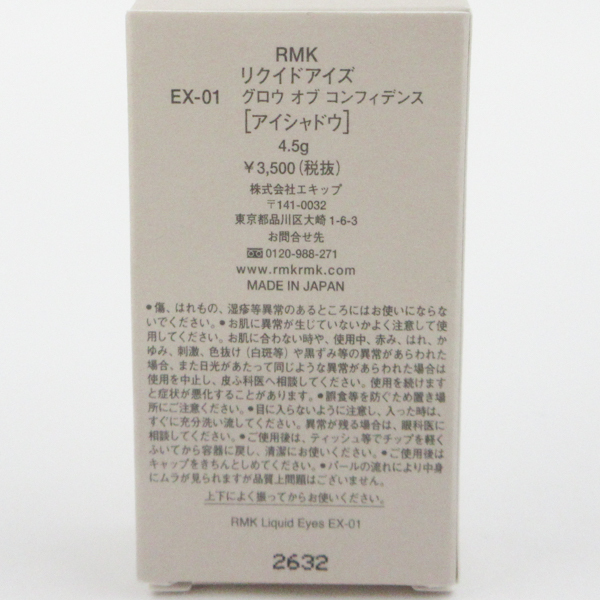 RMK
リクイドアイズ
EX-01 グロウ オブ コンフィデンス
[アイシャドウ]
4.5g
￥3,500(税抜)
株式会社エキップ
〒141-0032
東京都品川区大崎1-6-3
お問合せ先
0120-988-271
www.rmkrmk.com
MADE IN JAPAN
●傷、はれもの、湿疹等異常のあるところにはお使いにならな
いでください。●お肌に異常が生じていないかよく注意して使
用してください。お肌に合わない時や、使用中、赤み、はれ、か
ゆみ、刺激、色抜け(白斑等)や黒ずみ等の異常があらわれた
場合、また日光があたって同じような異常があらわれた場合は
使用を中止し、皮ふ科医へ相談してください。使用を続けます
と症状が悪化することがあります。●誤食等を防ぐため置き場
所にご注意ください。●目に入らないように注意し、入った時は、
すぐに充分洗い流してください。異常が残る場合は、眼科医に
相談してください。●ご使用後は、ティッシュ等でチップを軽く
ふいてから容器に戻し、清潔にお使いください。●ご使用後は
キャップをきちんとしめてください。●パールの流れにより中身
にムラが見られますが品質上問題はございません。
上下によく振ってからお使いください。
RMK Liquid Eyes EX-01
2632